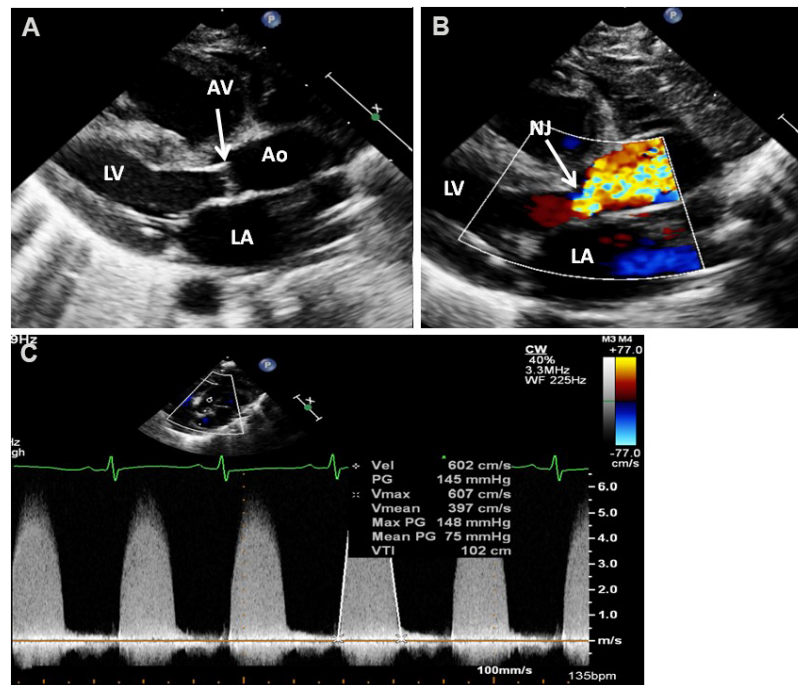 A
P
AV
Ao
LV
LA
x
B
P
NJ
LV
LA
9Hz
C
P
x
CW
40%
3.3MHz
WF 225Hz
M3 M4
+77.0
-77.0
cm/s
Hz
gh
Vel 602 cm/s
PG 145 mmHg
Vmax 607 cm/s
Vmean 397 cm/s
Max PG 148 mmHg
Mean PG 75 mmHg
VTI 102 cm
6.0
5.0
4.0
3.0
2.0
1.0
m/s
100mm/s
135bpm